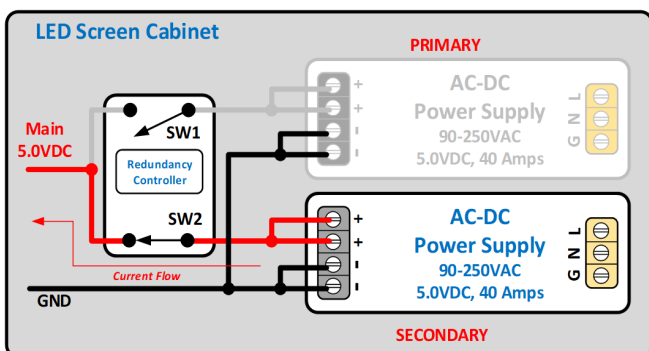 LED Screen Cabinet
PRIMARY
Main
5.0VDC
SW1
Redundancy
Controller
SW2
Current Flow
GND
+
+
-
-
AC-DC
Power Supply
90-250VAC
5.0VDC, 40 Amps
G N L
+
+
-
-
AC-DC
Power Supply
90-250VAC
5.0VDC, 40 Amps
G N L
SECONDARY